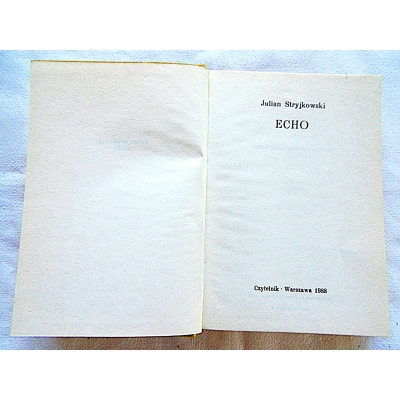 Julian Stryjkowski
ECHO
Czytelnik · Warszawa 1988